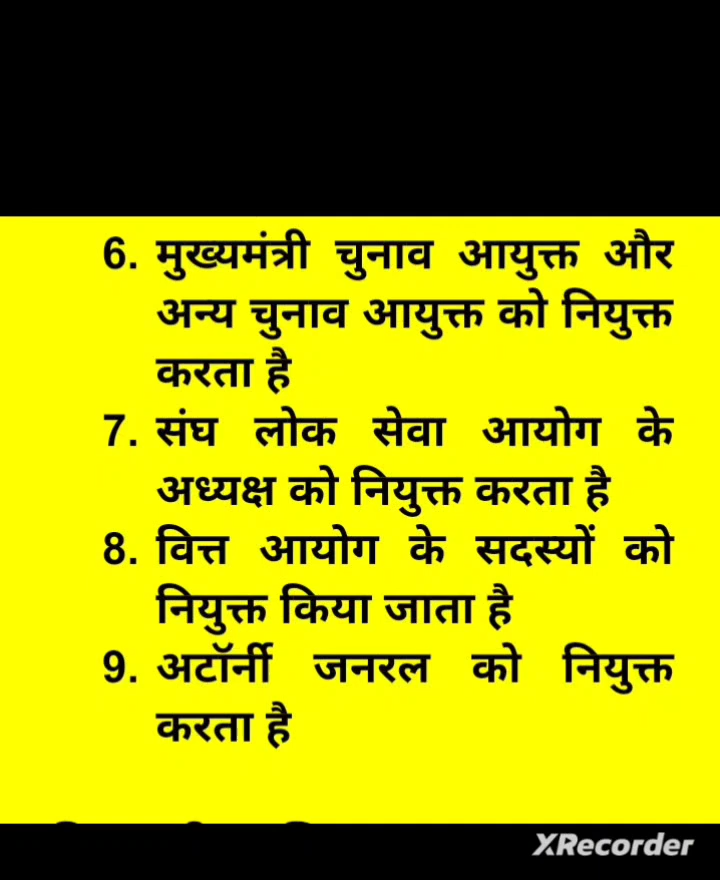 6. मुख्यमंत्री चुनाव आयुक्त और
अन्य चुनाव आयुक्त को नियुक्त
करता है
7. संघ लोक सेवा आयोग के
अध्यक्ष को नियुक्त करता है
8. वित्त आयोग के सदस्यों को
नियुक्त किया जाता है
9. अटॉर्नी जनरल को नियुक्त
करता है
XRecorder